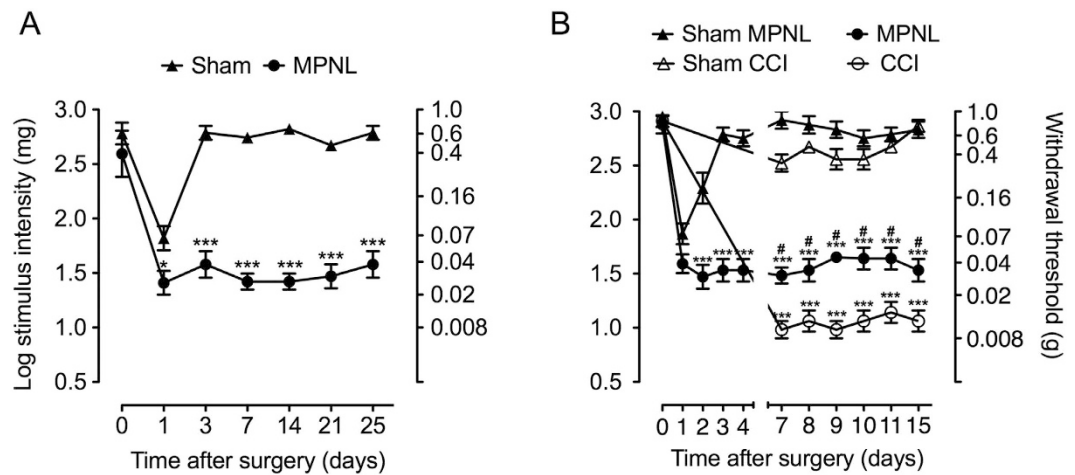 A
Sham MPNL
Log stimulus intensity (mg)
3.0
2.5
2.0
1.5
1.0
0.5
1.0
0.6
0.4
0.16
0.07
0.04
0.02
0.008
* *** *** *** *** ***
0 1 3 7 14 21 25
Time after surgery (days)
B
Sham MPNL MPNL
Sham CCI CCI
3.0
2.5
2.0
1.5
1.0
0.5
1.0
0.6
0.4
0.16
0.07
0.04
0.02
0.008
Withdrawal threshold (g)
# # # # # #
*** *** *** *** *** *** *** *** ***
*** *** *** *** *** ***
0 1 2 3 4 7 8 9 10 11 15
Time after surgery (days)